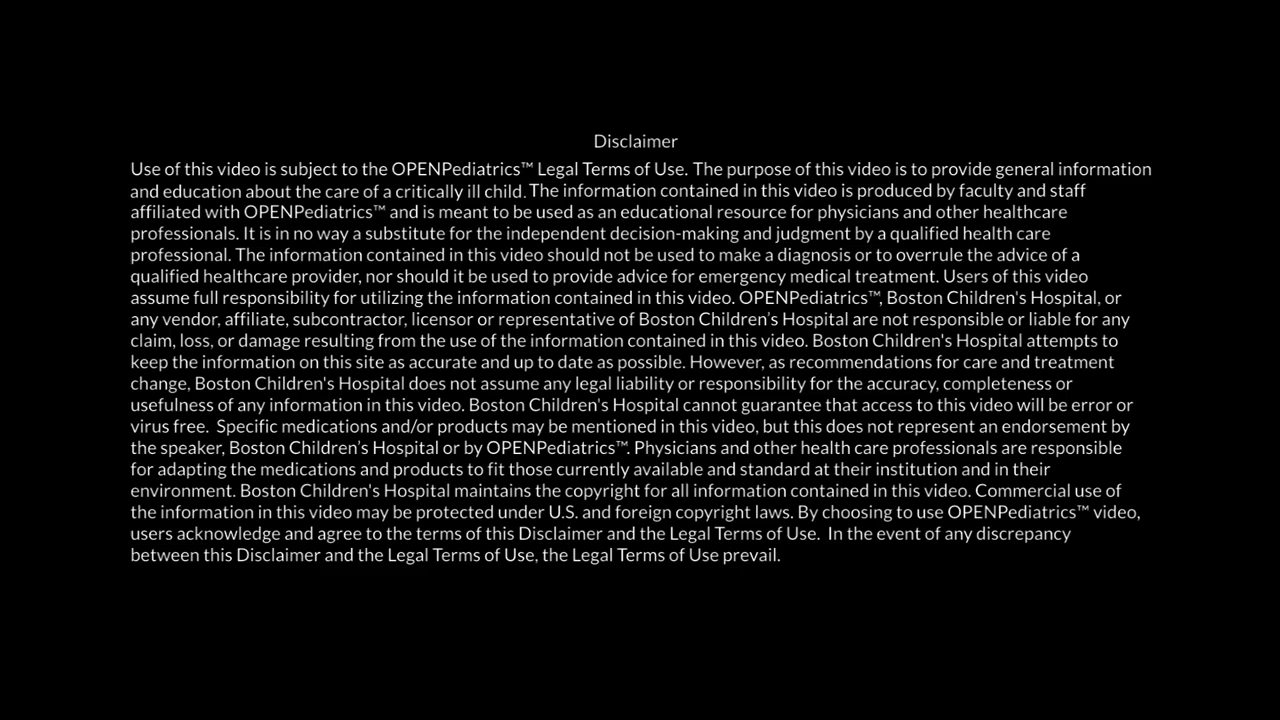 Disclaimer
Use of this video is subject to the OPENPediatrics™ Legal Terms of Use. The purpose of this video is to provide general information
and education about the care of a critically ill child. The information contained in this video is produced by faculty and staff
affiliated with OPENPediatrics™ and is meant to be used as an educational resource for physicians and other healthcare
professionals. It is in no way a substitute for the independent decision-making and judgment by a qualified health care
professional. The information contained in this video should not be used to make a diagnosis or to overrule the advice of a
qualified healthcare provider, nor should it be used to provide advice for emergency medical treatment. Users of this video
assume full responsibility for utilizing the information contained in this video. OPENPediatrics™, Boston Children's Hospital, or
any vendor, affiliate, subcontractor, licensor or representative of Boston Children’s Hospital are not responsible or liable for any
claim, loss, or damage resulting from the use of the information contained in this video. Boston Children's Hospital attempts to
keep the information on this site as accurate and up to date as possible. However, as recommendations for care and treatment
change, Boston Children's Hospital does not assume any legal liability or responsibility for the accuracy, completeness or
usefulness of any information in this video. Boston Children's Hospital cannot guarantee that access to this video will be error or
virus free.  Specific medications and/or products may be mentioned in this video, but this does not represent an endorsement by
the speaker, Boston Children’s Hospital or by OPENPediatrics™. Physicians and other health care professionals are responsible
for adapting the medications and products to fit those currently available and standard at their institution and in their
environment. Boston Children's Hospital maintains the copyright for all information contained in this video. Commercial use of
the information in this video may be protected under U.S. and foreign copyright laws. By choosing to use OPENPediatrics™ video,
users acknowledge and agree to the terms of this Disclaimer and the Legal Terms of Use.  In the event of any discrepancy
between this Disclaimer and the Legal Terms of Use, the Legal Terms of Use prevail.